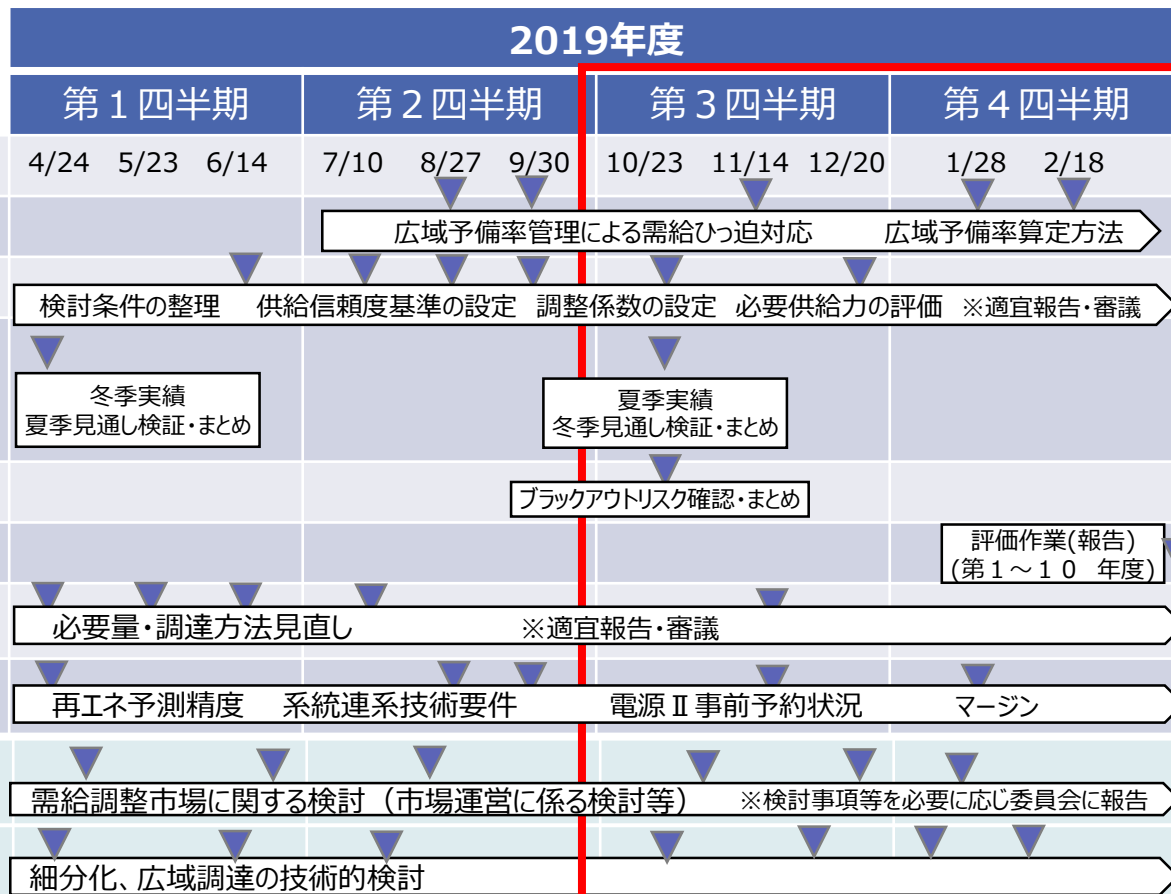 2019年度
第1四半期 第2四半期 第3四半期 第4四半期
4/24 5/23 6/14 7/10 8/27 9/30 10/23 11/14 12/20 1/28 2/18
広域予備率管理による需給ひっ迫対応 広域予備率算定方法
検討条件の整理 供給信頼度基準の設定 調整係数の設定 必要供給力の評価 ※適宜報告・審議
冬季実績
夏季見通し検証・まとめ
夏季実績
冬季見通し検証・まとめ
ブラックアウトリスク確認・まとめ
評価作業(報告)
(第1～10 年度)
必要量・調達方法見直し ※適宜報告・審議
再エネ予測精度 系統連系技術要件 電源Ⅱ事前予約状況 マージン
需給調整市場に関する検討（市場運営に係る検討等） ※検討事項等を必要に応じ委員会に報告
細分化、広域調達の技術的検討